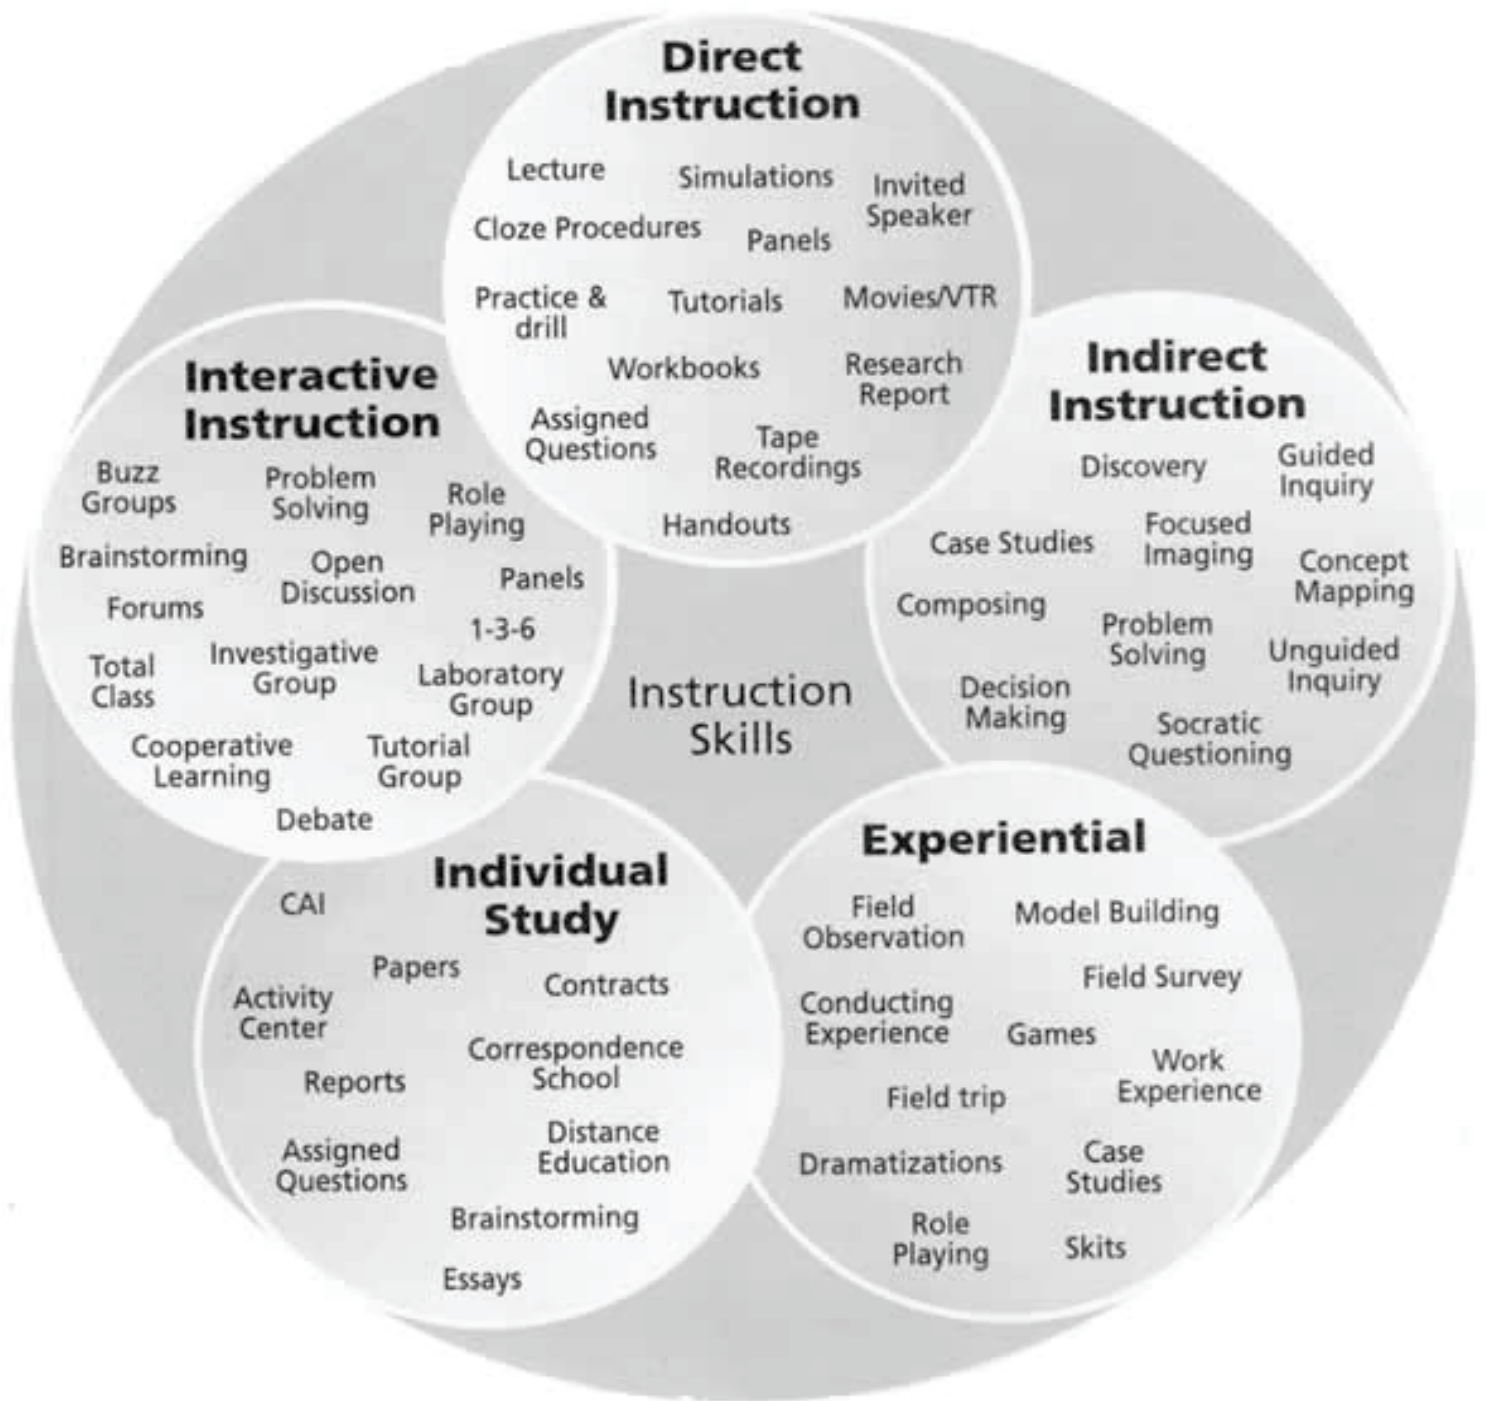 Direct
Instruction
Lecture
Simulations
Invited
Speaker
Cloze Procedures
Panels
Practice &
drill
Tutorials
Movies/VTR
Workbooks
Research
Report
Assigned
Questions
Tape
Recordings
Handouts
Interactive
Instruction
Buzz
Groups
Problem
Solving
Role
Playing
Brainstorming
Open
Discussion
Panels
Forums
1-3-6
Total
Class
Investigative
Group
Laboratory
Group
Cooperative
Learning
Tutorial
Group
Debate
Indirect
Instruction
Discovery
Guided
Inquiry
Case Studies
Focused
Imaging
Concept
Mapping
Composing
Problem
Solving
Unguided
Inquiry
Decision
Making
Socratic
Questioning
Instruction
Skills
Individual
Study
CAI
Papers
Contracts
Activity
Center
Correspondence
School
Reports
Distance
Education
Assigned
Questions
Brainstorming
Essays
Experiential
Field
Observation
Model Building
Field Survey
Conducting
Experience
Games
Work
Experience
Field trip
Dramatizations
Case
Studies
Role
Playing
Skits